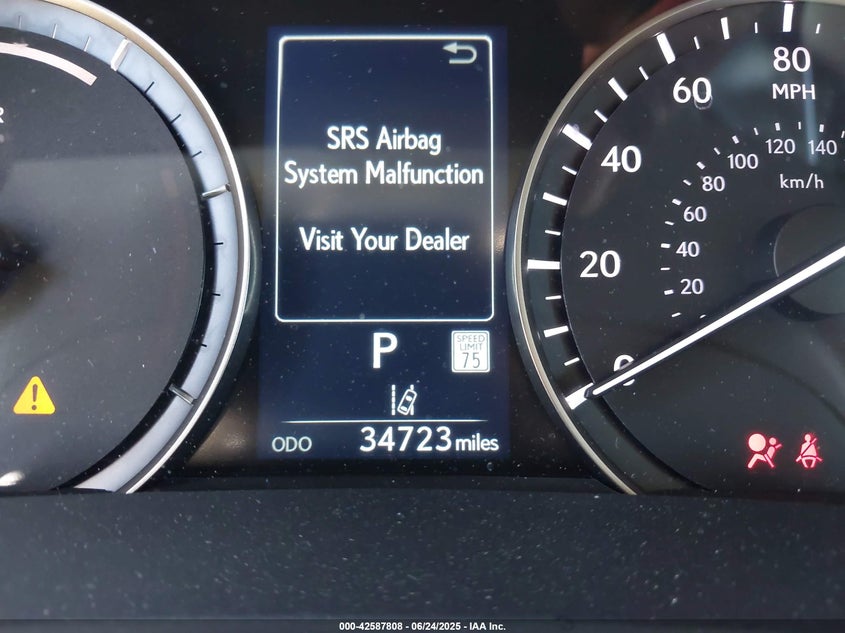 R
SRS Airbag
System Malfunction
Visit Your Dealer
P
SPEED
LIMIT
75
ODO 34723 miles
80
MPH
60
40
20
0
140
120
100
80
60
40
20
km/h
000-42587808 - 06/24/2025 - IAA Inc.